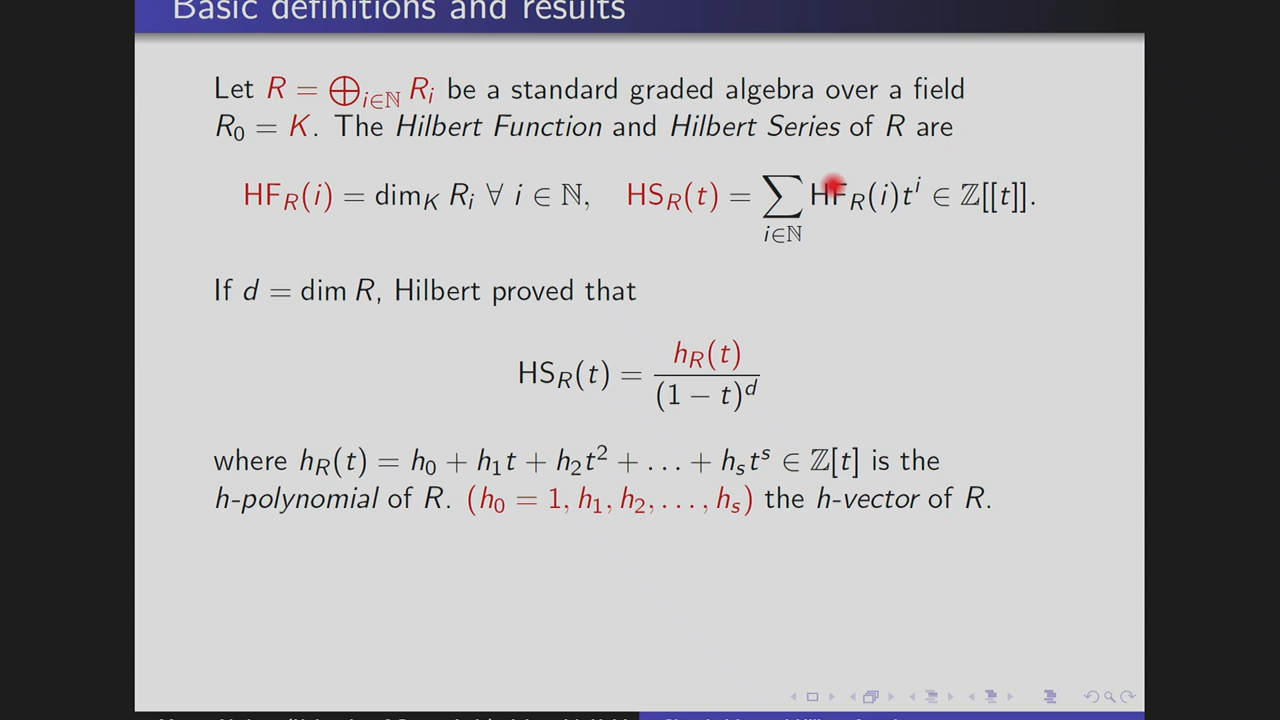 Basic definitions and results
Let R = ⊕_{i∈ℕ} R_i be a standard graded algebra over a field
R_0 = K. The Hilbert Function and Hilbert Series of R are
HF_R(i) = dim_K R_i ∀ i ∈ ℕ, HS_R(t) = ∑_{i∈ℕ} HF_R(i)t^i ∈ ℤ[[t]].
If d = dim R, Hilbert proved that
HS_R(t) = h_R(t) / (1 − t)^d
where h_R(t) = h_0 + h_1t + h_2t^2 + … + h_st^s ∈ ℤ[t] is the
h-polynomial of R. (h_0 = 1, h_1, h_2, …, h_s) the h-vector of R.